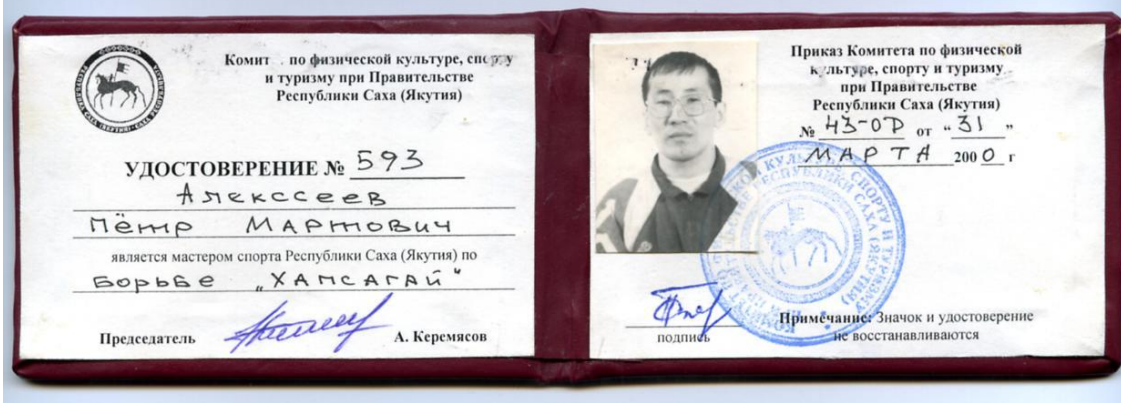 Комит по физической культуре, спорту
и туризму при Правительстве
Республики Саха (Якутия)
УДОСТОВЕРЕНИЕ № 593
Алекссеев
Пётр Мартович
является мастером спорта Республики Саха (Якутия) по
борьбе „ХАПСАГАЙ"
Председатель
А. Керемясов
Приказ Комитета по физической
культуре, спорту и туризму
при Правительстве
Республики Саха (Якутия)
№ 43-ОД от “ 31 ”
МАРТА 2000 г
подпись
Примечание: Значок и удостоверение
не восстанавливаются